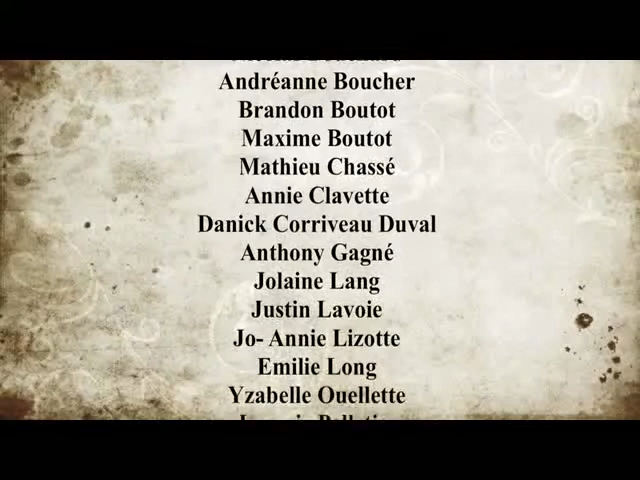 Andréanne Boucher
Brandon Boutot
Maxime Boutot
Mathieu Chassé
Annie Clavette
Danick Corriveau Duval
Anthony Gagné
Jolaine Lang
Justin Lavoie
Jo- Annie Lizotte
Emilie Long
Yzabelle Ouellette